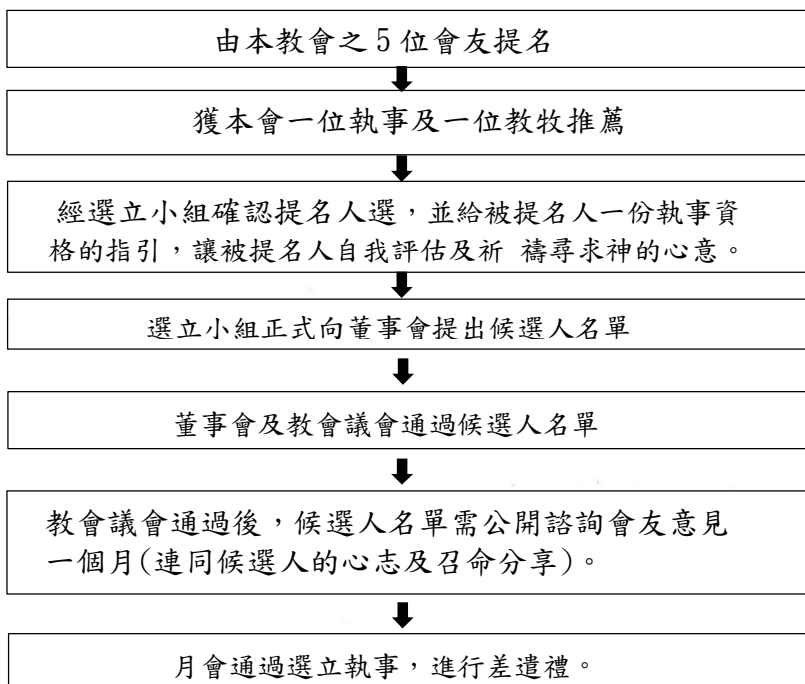 由本教會之5位會友提名
獲本會一位執事及一位教牧推薦
經選立小組確認提名人選，並給被提名人一份執事資
格的指引，讓被提名人自我評估及祈 禱尋求神的心意。
選立小組正式向董事會提出候選人名單
董事會及教會議會通過候選人名單
教會議會通過後，候選人名單需公開諮詢會友意見
一個月(連同候選人的心志及召命分享)。
月會通過選立執事，進行差遣禮。